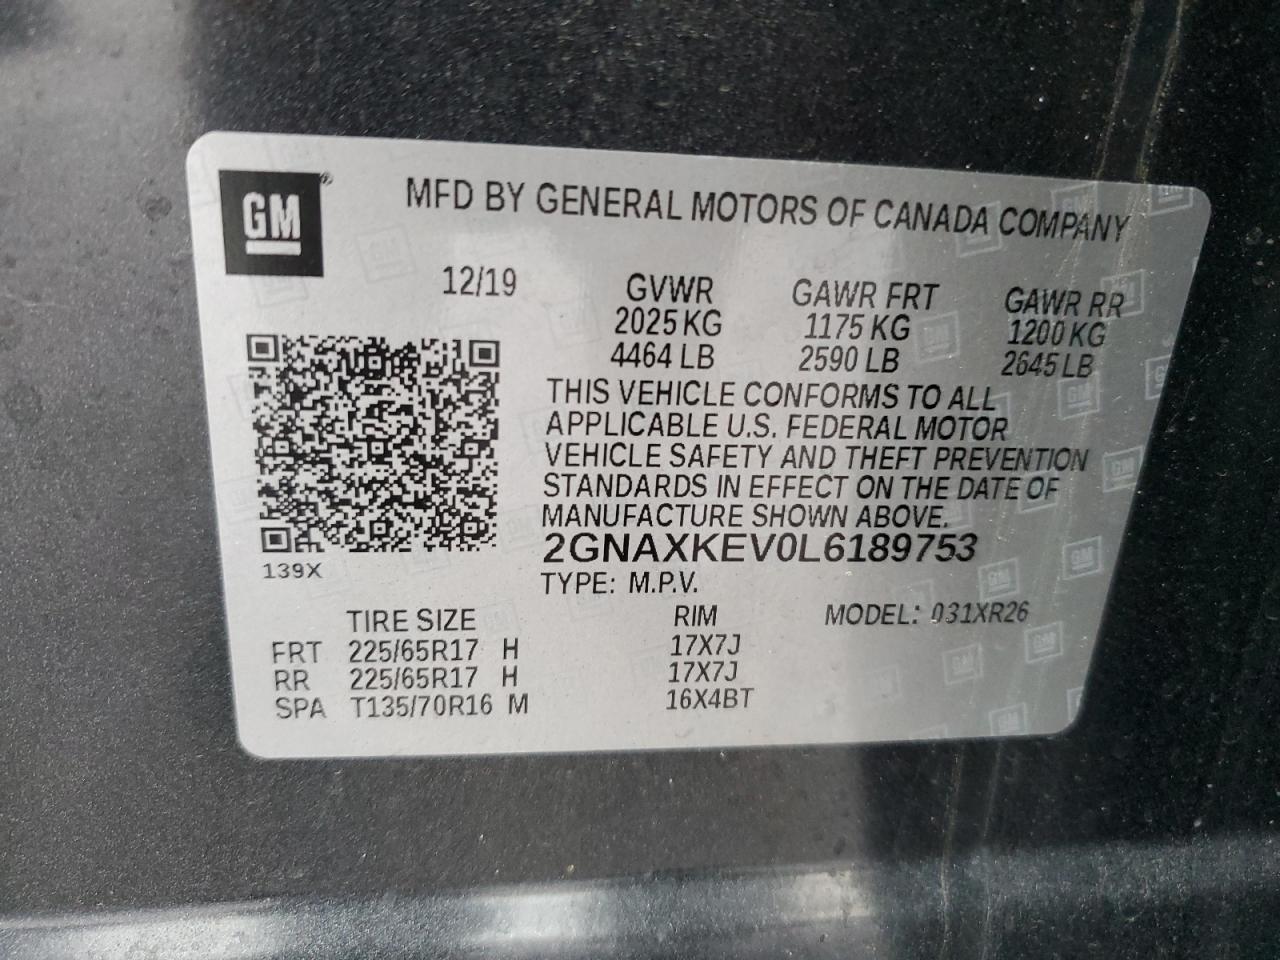 GM®
MFD BY GENERAL MOTORS OF CANADA COMPANY
12/19 GVWR GAWR FRT GAWR RR
2025 KG 1175 KG 1200 KG
4464 LB 2590 LB 2645 LB
THIS VEHICLE CONFORMS TO ALL
APPLICABLE U.S. FEDERAL MOTOR
VEHICLE SAFETY AND THEFT PREVENTION
STANDARDS IN EFFECT ON THE DATE OF
MANUFACTURE SHOWN ABOVE.
2GNAXKEV0L6189753
139X
TYPE: M.P.V.
TIRE SIZE RIM MODEL: 031XR26
FRT 225/65R17 H 17X7J
RR 225/65R17 H 17X7J
SPA T135/70R16 M 16X4BT